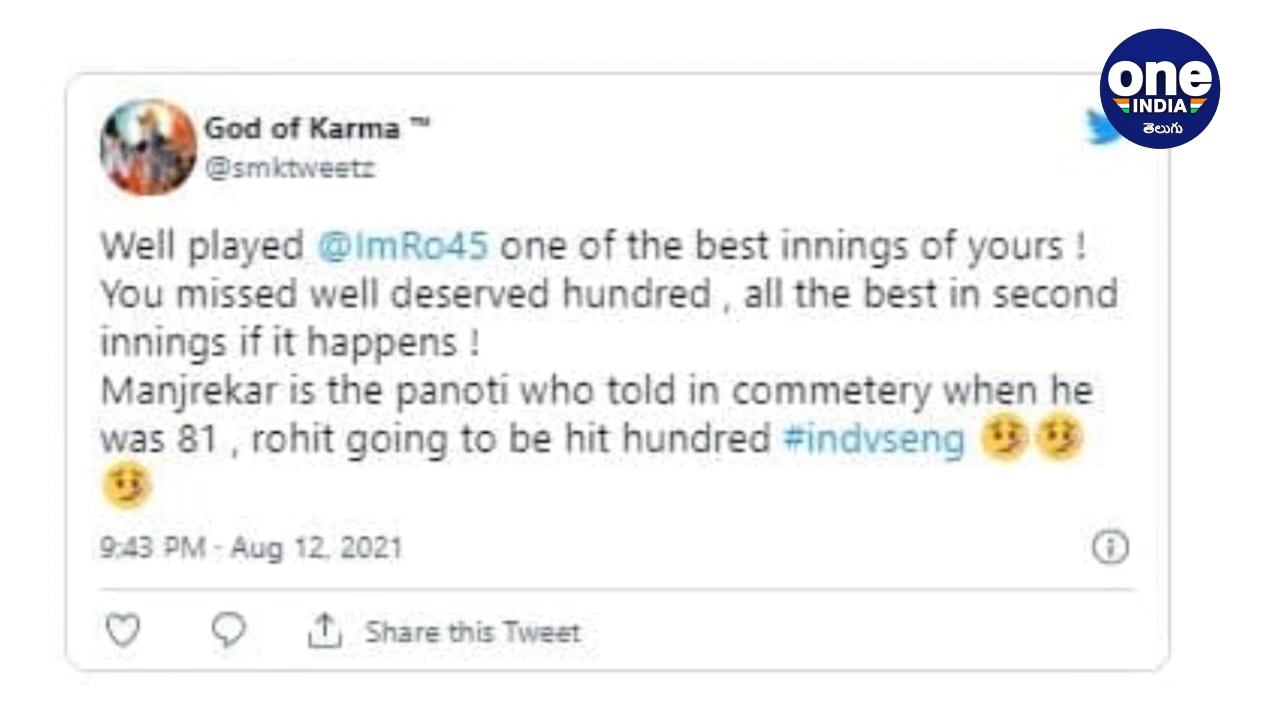 one
INDIA
తెలుగు
God of Karma ™
@smktweetz
Well played @ImRo45 one of the best innings of yours !
You missed well deserved hundred , all the best in second
innings if it happens !
Manjrekar is the panoti who told in commetery when he
was 81 , rohit going to be hit hundred #indvseng 🤧🤧
🤧
9:43 PM · Aug 12, 2021
Share this Tweet